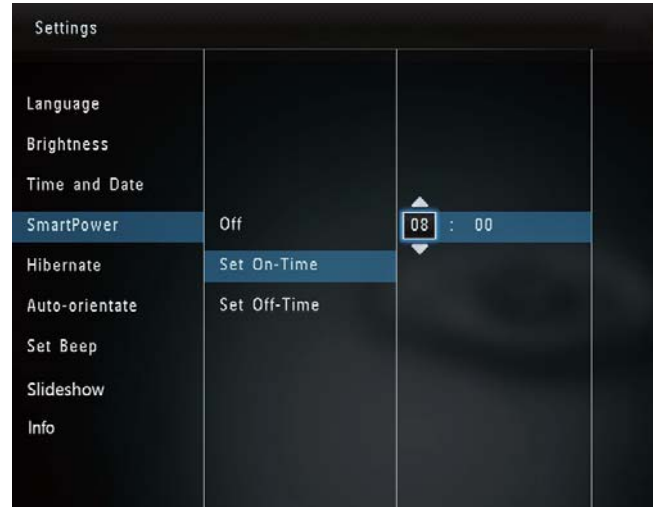 Settings
Language
Brightness
Time and Date
SmartPower
Hibernate
Auto-orientate
Set Beep
Slideshow
Info
Off
Set On-Time
Set Off-Time
08 : 00